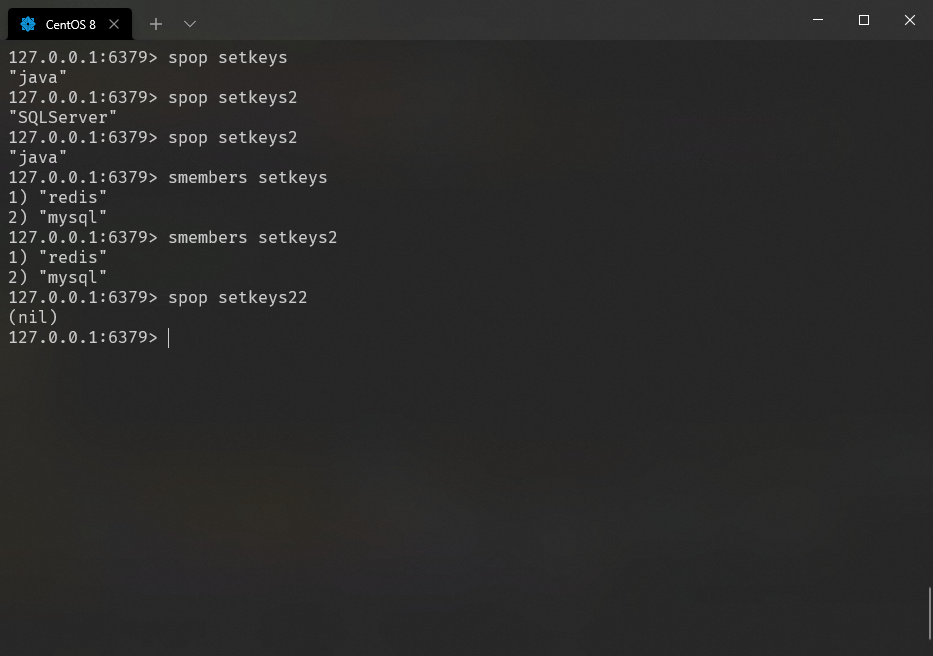 CentOS 8
127.0.0.1:6379> spop setkeys
"java"
127.0.0.1:6379> spop setkeys2
"SQLServer"
127.0.0.1:6379> spop setkeys2
"java"
127.0.0.1:6379> smembers setkeys
1) "redis"
2) "mysql"
127.0.0.1:6379> smembers setkeys2
1) "redis"
2) "mysql"
127.0.0.1:6379> spop setkeys22
(nil)
127.0.0.1:6379>